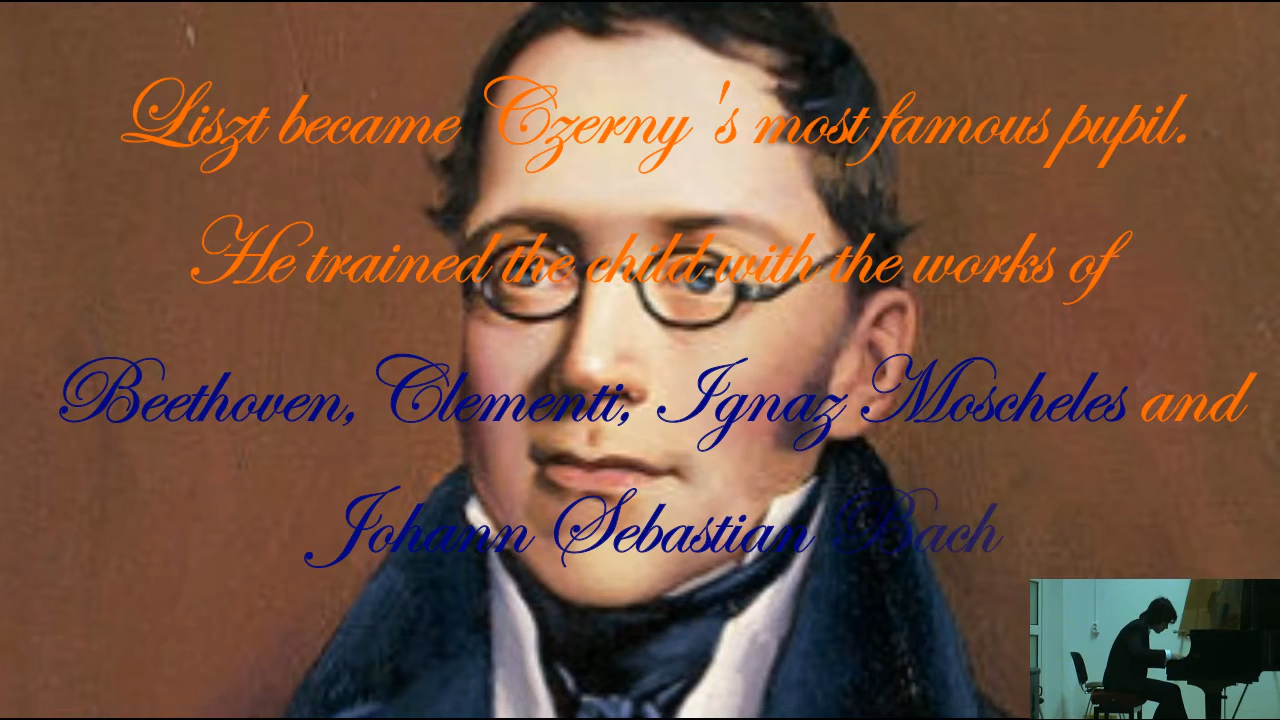 Liszt became Czerny 's most famous pupil.
He trained the child with the works of
Beethoven, Clementi, Ignaz Moscheles and
Johann Sebastian Bach